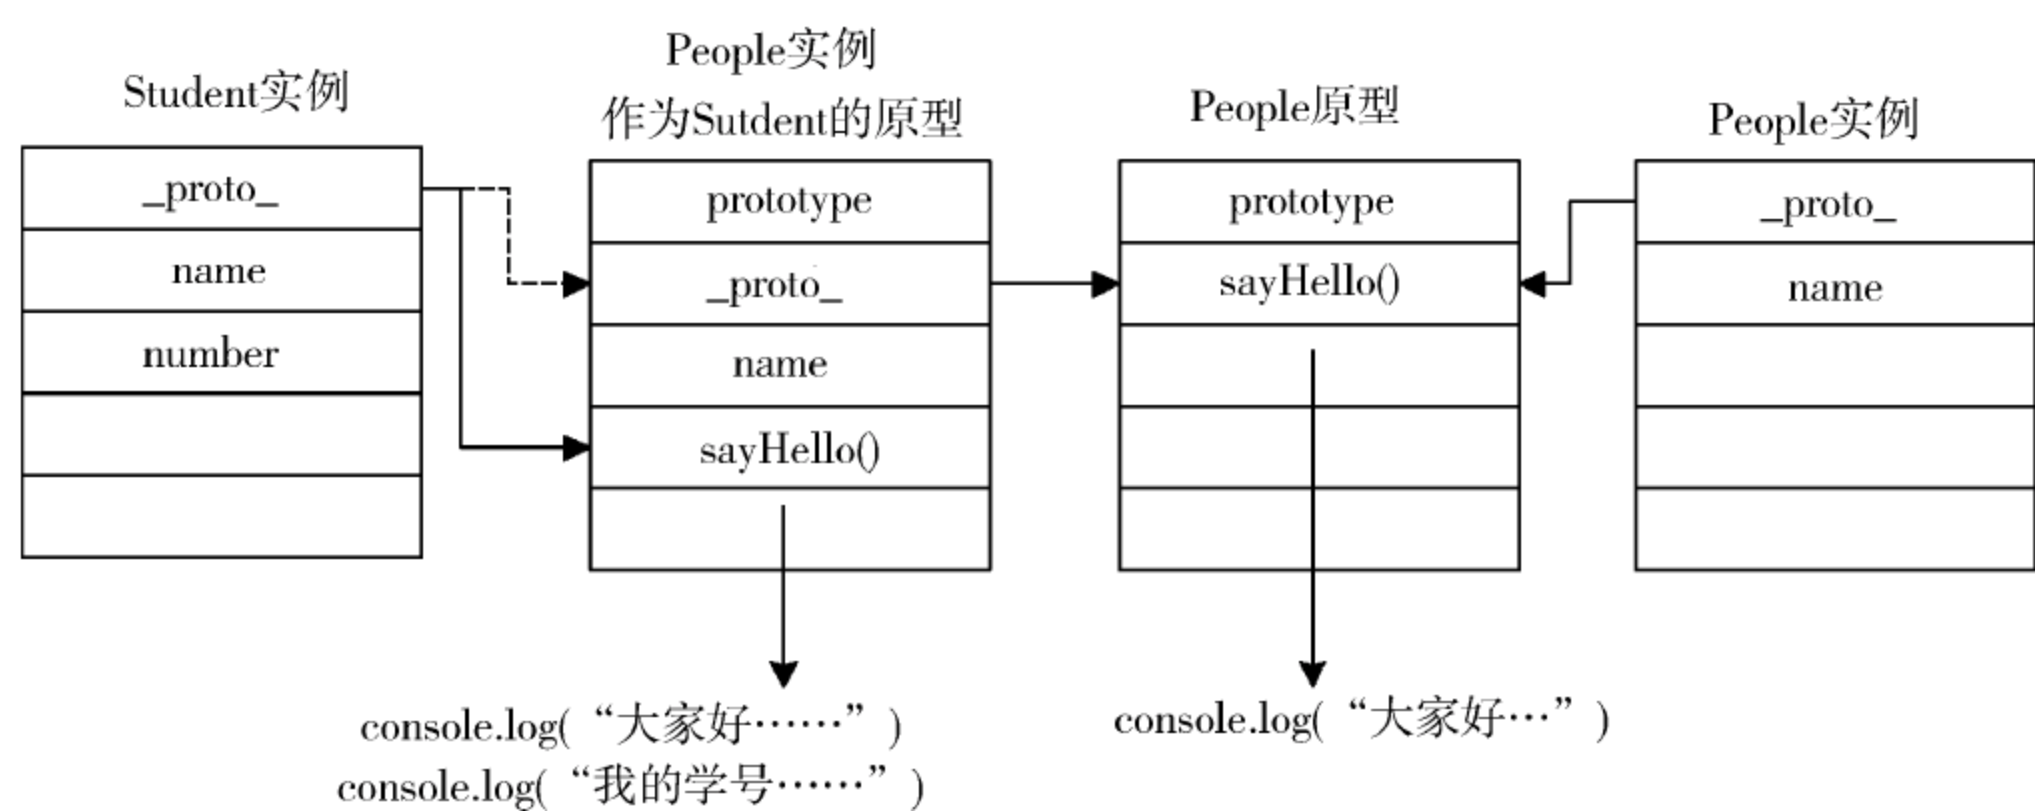 Student实例
_proto_
name
number
People实例
作为Sutdent的原型
prototype
_proto_
name
sayHello()
console.log(“大家好……”)
console.log(“我的学号……”)
People原型
prototype
sayHello()
console.log(“大家好…”)
People实例
_proto_
name